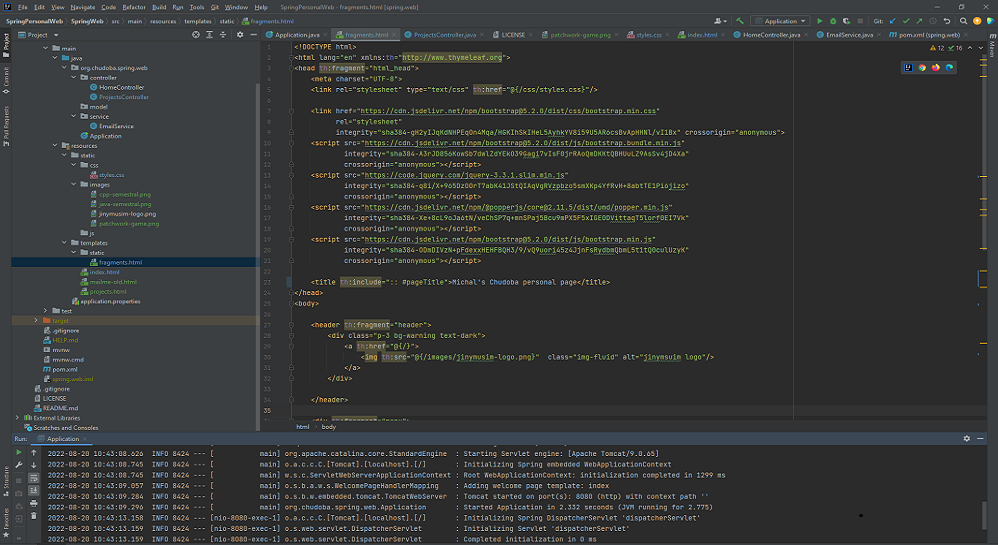 File Edit View Navigate Code Refactor Build Run Tools Git Window Help SpringPersonalWeb - fragments.html [spring.web]
SpringPersonalWeb SpringWeb src main resources templates static fragments.html
Application
Git:
Project
Application.java fragments.html ProjectsController.java LICENSE patchwork-game.png styles.css index.html HomeController.java EmailService.java pom.xml (spring.web)
Project
Commit
Pull Requests
Structure
Favorites
Maven
main
java
org.chudoba.spring.web
controller
HomeController
ProjectsController
model
service
EmailService
Application
resources
static
css
styles.css
images
cpp-semestral.png
java-semestral.png
jinymusim-logo.png
patchwork-game.png
js
templates
static
fragments.html
index.html
mailme-old.html
projects.html
application.properties
test
target
.gitignore
HELP.md
mvnw
mvnw.cmd
pom.xml
spring.web.iml
.gitignore
LICENSE
README.md
External Libraries
Scratches and Consoles
12 16
<!DOCTYPE html>
<html lang="en" xmlns:th="http://www.thymeleaf.org">
<head th:fragment="html_head">
<meta charset="UTF-8">
<link rel="stylesheet" type="text/css" th:href="@{/css/styles.css}"/>
<link href="https://cdn.jsdelivr.net/npm/bootstrap@5.2.0/dist/css/bootstrap.min.css"
rel="stylesheet"
integrity="sha384-gH2yIJqKdNHPEq0n4Mqa/HGKIhSkIHeL5AyhkYV8i59U5AR6csBvApHHNl/vI1Bx" crossorigin="anonymous">
<script src="https://cdn.jsdelivr.net/npm/bootstrap@5.2.0/dist/js/bootstrap.bundle.min.js"
integrity="sha384-A3rJD856KowSb7dwlZdYEkO39Gagi7vIsF0jrRAoQmDKKtQBHUuLZ9AsSv4jD4Xa"
crossorigin="anonymous"></script>
<script src="https://code.jquery.com/jquery-3.3.1.slim.min.js"
integrity="sha384-q8i/X+965DzO0rT7abK41JStQIAqVgRVzpbzo5smXKp4YfRvH+8abtTE1Pi6jizo"
crossorigin="anonymous"></script>
<script src="https://cdn.jsdelivr.net/npm/@popperjs/core@2.11.5/dist/umd/popper.min.js"
integrity="sha384-Xe+8cL9oJa6tN/veChSP7q+mnSPaj5Bcu9mPX5F5xIGE0DVittaqT5lorf0EI7Vk"
crossorigin="anonymous"></script>
<script src="https://cdn.jsdelivr.net/npm/bootstrap@5.2.0/dist/js/bootstrap.min.js"
integrity="sha384-ODmDIVzN+pFdexxHEHFBQH3/9/vQ9uori45z4JjnFsRydbmQbmL5t1tQ0culUzyK"
crossorigin="anonymous"></script>
<title th:include=":: #pageTitle">Michal's Chudoba personal page</title>
</head>
<body>
<header th:fragment="header">
<div class="p-3 bg-warning text-dark">
<a th:href="@{/}">
<img th:src="@{/images/jinymusim-logo.png}" class="img-fluid" alt="jinymsuim logo"/>
</a>
</div>
</header>
html body
Run: Application
2022-08-20 10:43:08.626 INFO 8424 --- [ main] org.apache.catalina.core.StandardEngine : Starting Servlet engine: [Apache Tomcat/9.0.65]
2022-08-20 10:43:08.745 INFO 8424 --- [ main] o.a.c.c.C.[Tomcat].[localhost].[/] : Initializing Spring embedded WebApplicationContext
2022-08-20 10:43:08.745 INFO 8424 --- [ main] w.s.c.ServletWebServerApplicationContext : Root WebApplicationContext: initialization completed in 1299 ms
2022-08-20 10:43:09.057 INFO 8424 --- [ main] o.s.b.a.w.s.WelcomePageHandlerMapping : Adding welcome page template: index
2022-08-20 10:43:09.284 INFO 8424 --- [ main] o.s.b.w.embedded.tomcat.TomcatWebServer : Tomcat started on port(s): 8080 (http) with context path ''
2022-08-20 10:43:09.296 INFO 8424 --- [ main] org.chudoba.spring.web.Application : Started Application in 2.332 seconds (JVM running for 2.775)
2022-08-20 10:43:13.158 INFO 8424 --- [nio-8080-exec-1] o.a.c.c.C.[Tomcat].[localhost].[/] : Initializing Spring DispatcherServlet 'dispatcherServlet'
2022-08-20 10:43:13.159 INFO 8424 --- [nio-8080-exec-1] o.s.web.servlet.DispatcherServlet : Initializing Servlet 'dispatcherServlet'
2022-08-20 10:43:13.159 INFO 8424 --- [nio-8080-exec-1] o.s.web.servlet.DispatcherServlet : Completed initialization in 0 ms